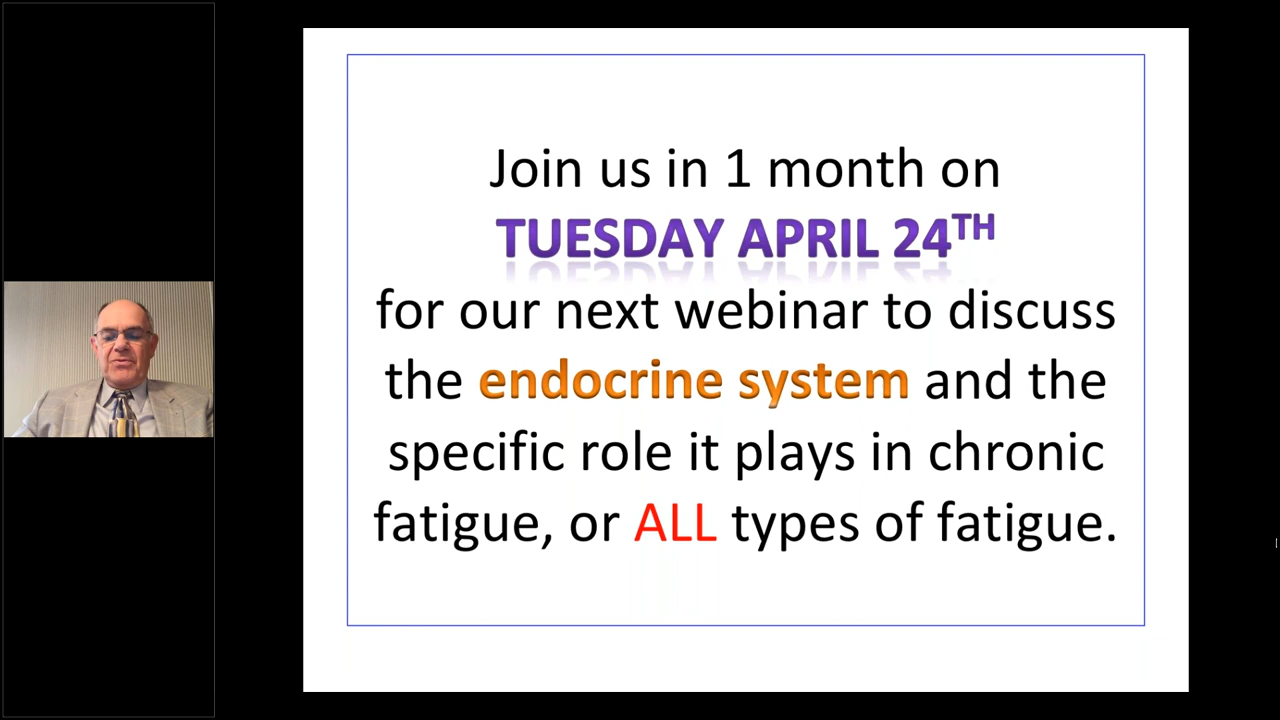 Join us in 1 month on
TUESDAY APRIL 24TH
for our next webinar to discuss
the endocrine system and the
specific role it plays in chronic
fatigue, or ALL types of fatigue.